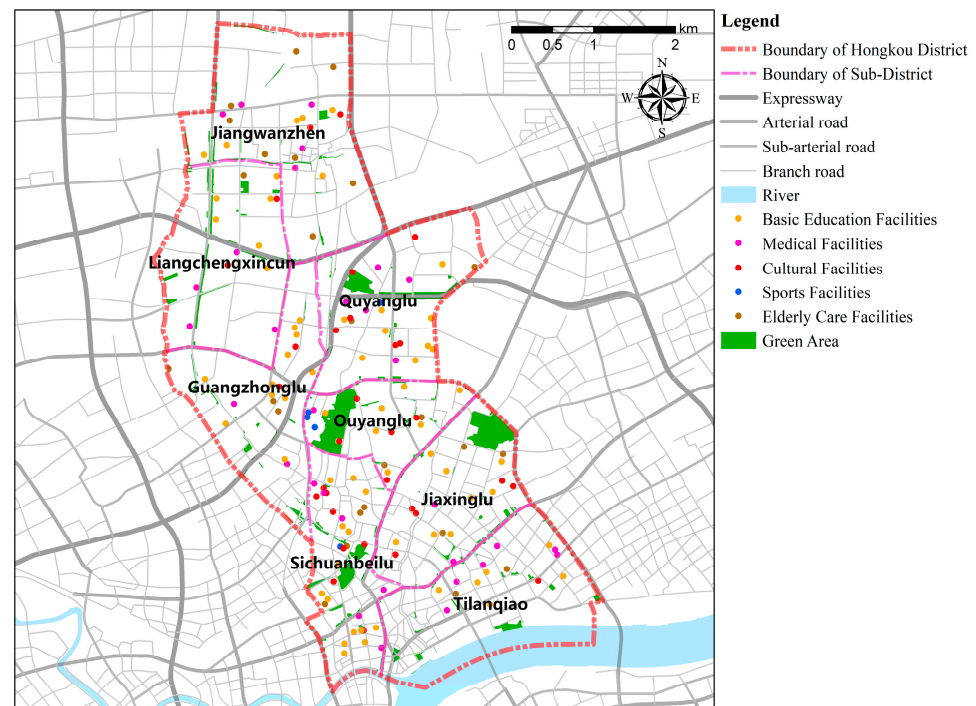 Legend
Boundary of Hongkou District
Boundary of Sub-District
Expressway
Arterial road
Sub-arterial road
Branch road
River
Basic Education Facilities
Medical Facilities
Cultural Facilities
Sports Facilities
Elderly Care Facilities
Green Area
km
0 0.5 1 2
N
W E
S
Jiangwanzhen
Liangchengxincun
Quyanglu
Guangzhonglu
Ouyanglu
Jiaxinglu
Sichuanbeilu
Tilanqiao